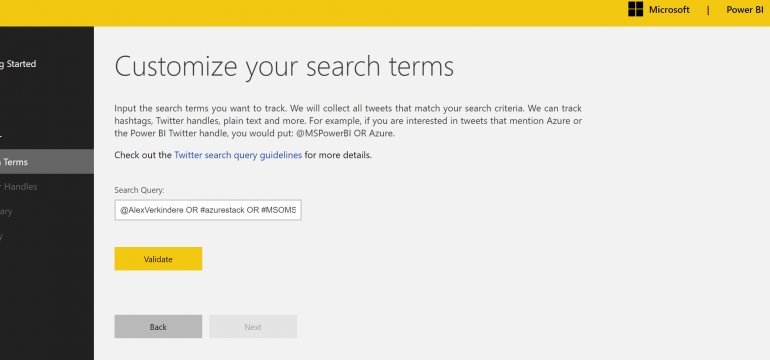 Microsoft | Power BI
g Started
Customize your search terms
Input the search terms you want to track. We will collect all tweets that match your search criteria. We can track
hashtags, Twitter handles, plain text and more. For example, if you are interested in tweets that mention Azure or
the Power BI Twitter handle, you would put: @MSPowerBI OR Azure.
Check out the Twitter search query guidelines for more details.
Terms
Handles
Search Query:
ary
@AlexVerkindere OR #azurestack OR #MSOMS
y
Validate
Back
Next